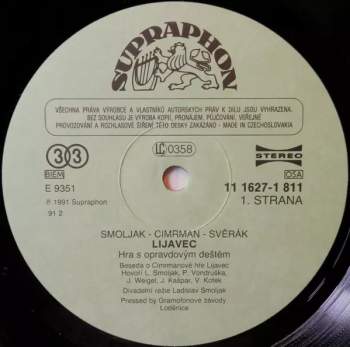 SUPRAPHON
VŠECHNA PRÁVA VÝROBCE A VLASTNÍKŮ AUTORSKÝCH PRÁV K DÍLU JSOU VYHRAZENA.
BEZ SOUHLASU JE VÝROBA KOPIÍ, PRONÁJEM, PŮJČOVÁNÍ, VEŘEJNÉ
PROVOZOVÁNÍ A ROZHLASOVÉ ŠÍŘENÍ TÉTO DESKY ZAKÁZÁNO - MADE IN CZECHOSLOVAKIA
33
LC 0358
STEREO
BIEM
OSA
E 9351
11 1627-1 811
℗ 1991 Supraphon
1. STRANA
91 2
SMOLJAK - CIMRMAN - SVĚRÁK
LIJAVEC
Hra s opravdovým deštěm
Beseda o Cimrmanově hře Lijavec
Hovoří L. Smoljak, P. Vondruška,
J. Weigel, J. Kašpar, V. Kotek
Divadelní režie Ladislav Smoljak
Pressed by Gramofonové závody
Loděnice